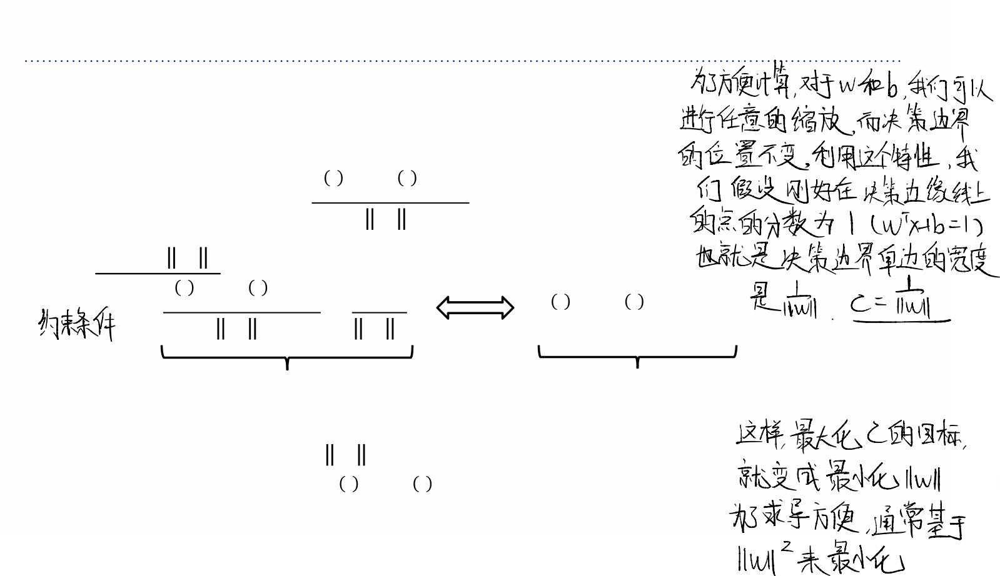 为了方便计算,对于w和b,我们可以
进行任意的缩放,而决策边界
的位置不变。利用这个特性,我
们假设刚好在决策边缘线上
的点的分数为1(wᵀx+b=1)
也就是决策边界单边的宽度
是 1/||w||. C=1/||w||
( ) ( )
|| ||
|| ||
( ) ( )
约束条件
|| || || ||
( ) ( )
|| ||
( ) ( )
这样,最大化C的目标,
就变成最小化||w||
为了求导方便,通常基于
||w||²来最小化